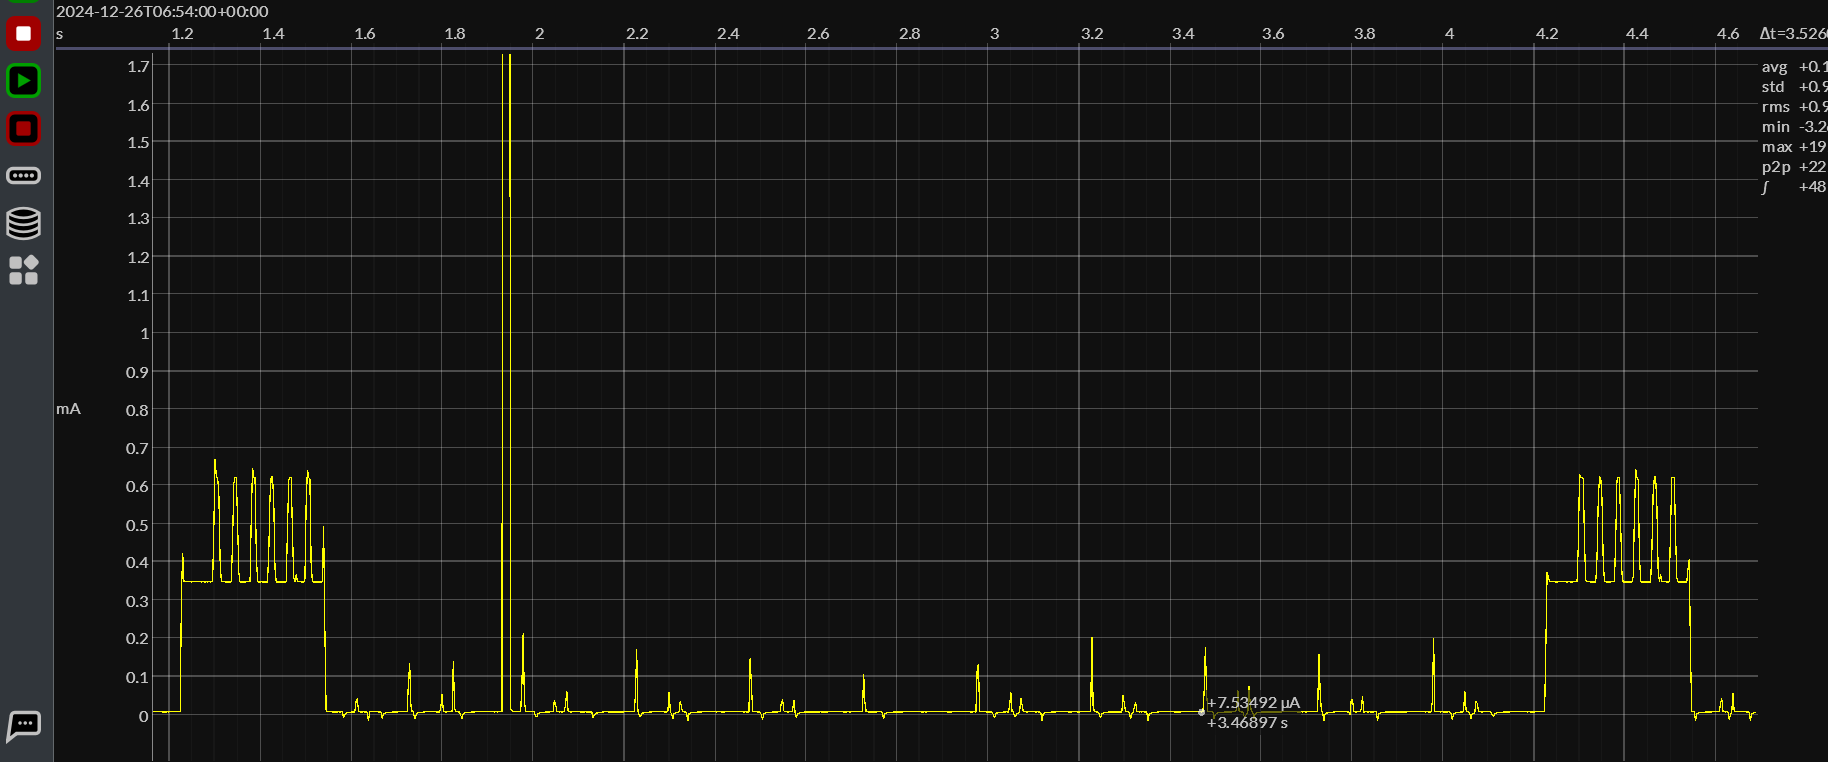 2024-12-26T06:54:00+00:00
s 1.2 1.4 1.6 1.8 2 2.2 2.4 2.6 2.8 3 3.2 3.4 3.6 3.8 4 4.2 4.4 4.6 Δt=3.526
1.7
1.6
1.5
1.4
1.3
1.2
1.1
1
0.9
mA 0.8
0.7
0.6
0.5
0.4
0.3
0.2
0.1
0
avg +0.1
std +0.9
rms +0.9
min -3.2
max +19
p2p +22
∫ +48
+7.53492 µA
+3.46897 s